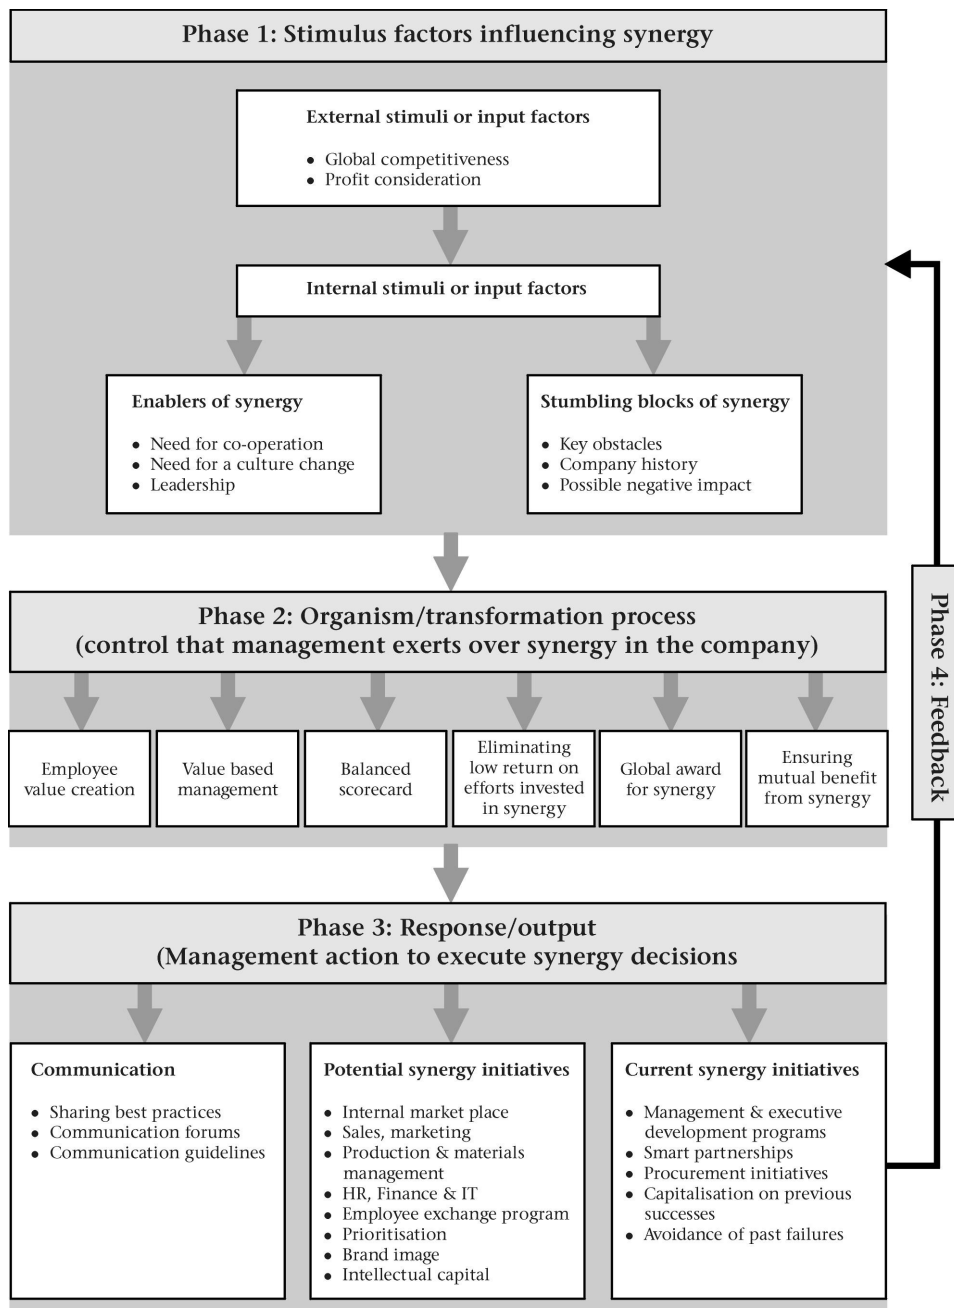 Phase 1: Stimulus factors influencing synergy
External stimuli or input factors
● Global competitiveness
● Profit consideration
Internal stimuli or input factors
Enablers of synergy
● Need for co-operation
● Need for a culture change
● Leadership
Stumbling blocks of synergy
● Key obstacles
● Company history
● Possible negative impact
Phase 2: Organism/transformation process
(control that management exerts over synergy in the company)
Employee
value creation
Value based
management
Balanced
scorecard
Eliminating
low return on
efforts invested
in synergy
Global award
for synergy
Ensuring
mutual benefit
from synergy
Phase 3: Response/output
(Management action to execute synergy decisions
Communication
● Sharing best practices
● Communication forums
● Communication guidelines
Potential synergy initiatives
● Internal market place
● Sales, marketing
● Production & materials
management
● HR, Finance & IT
● Employee exchange program
● Prioritisation
● Brand image
● Intellectual capital
Current synergy initiatives
● Management & executive
development programs
● Smart partnerships
● Procurement initiatives
● Capitalisation on previous
successes
● Avoidance of past failures
Phase 4: Feedback